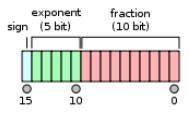 exponent fraction
sign (5 bit) (10 bit)
15 10 0